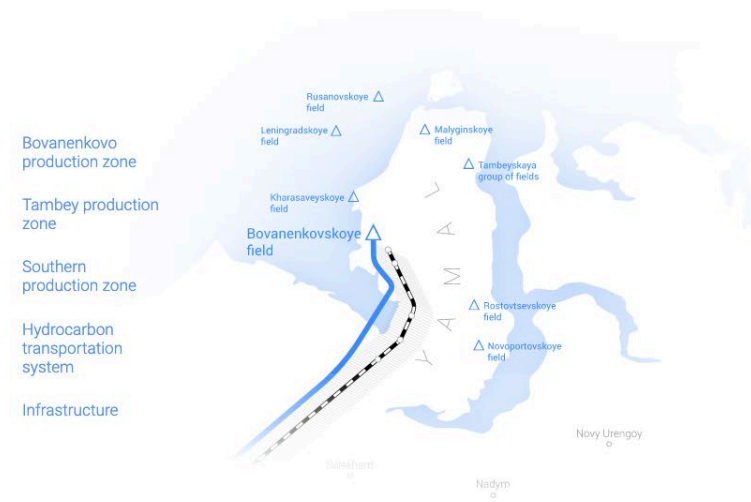 Bovanenkovo
production zone
Tambey production
zone
Southern
production zone
Hydrocarbon
transportation
system
Infrastructure
Rusanovskoye
field
Leningradskoye
field
Malyginskoye
field
Tambeyskaya
group of fields
Kharasaveyskoye
field
Bovanenkovskoye
field
YAMAL
Rostovtsevskoye
field
Novoportovskoye
field
Novy Urengoy
Nadym